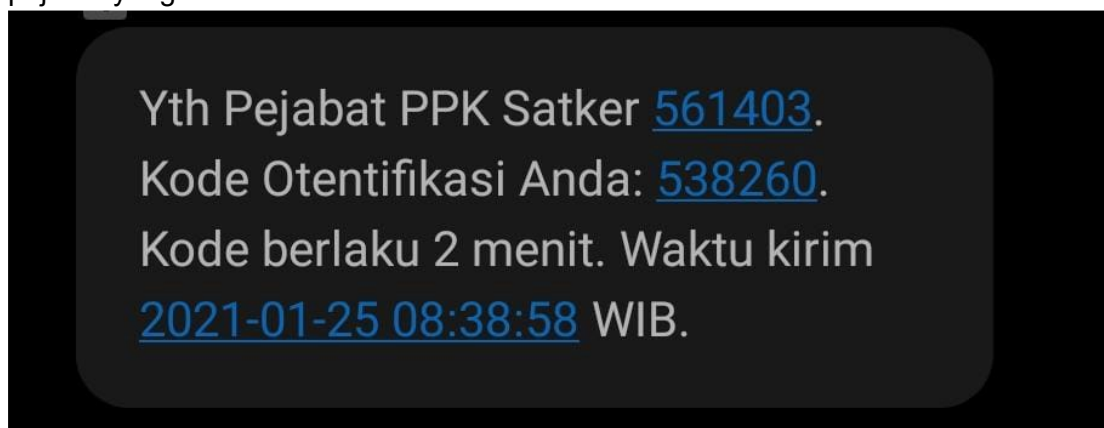 Yth Pejabat PPK Satker 561403.
Kode Otentifikasi Anda: 538260.
Kode berlaku 2 menit. Waktu kirim
2021-01-25 08:38:58 WIB.